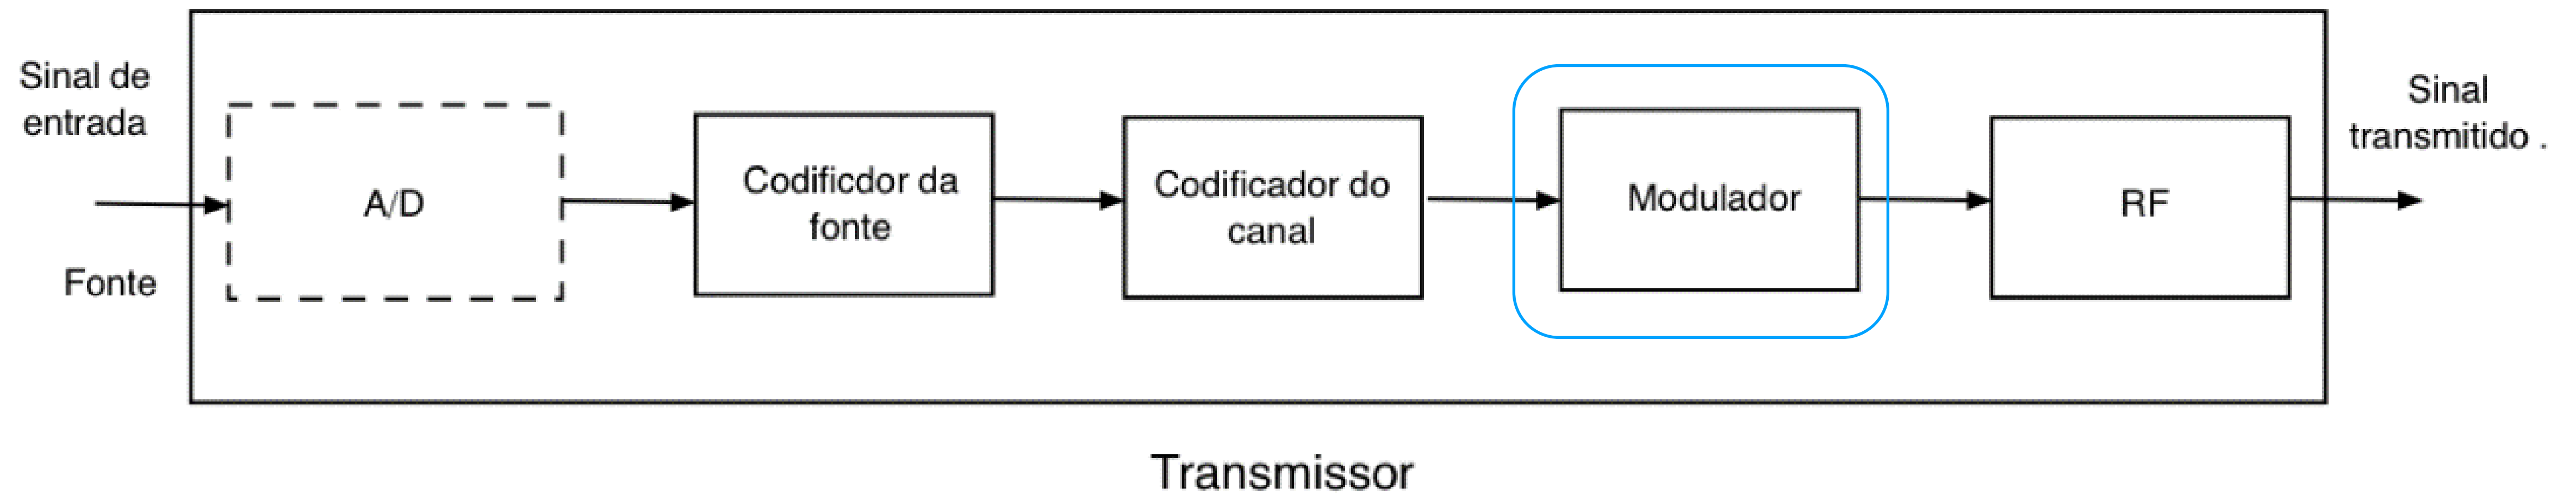 Sinal de
entrada
Fonte
A/D
Codificdor da
fonte
Codificador do
canal
Modulador
RF
Sinal
transmitido .
Transmissor